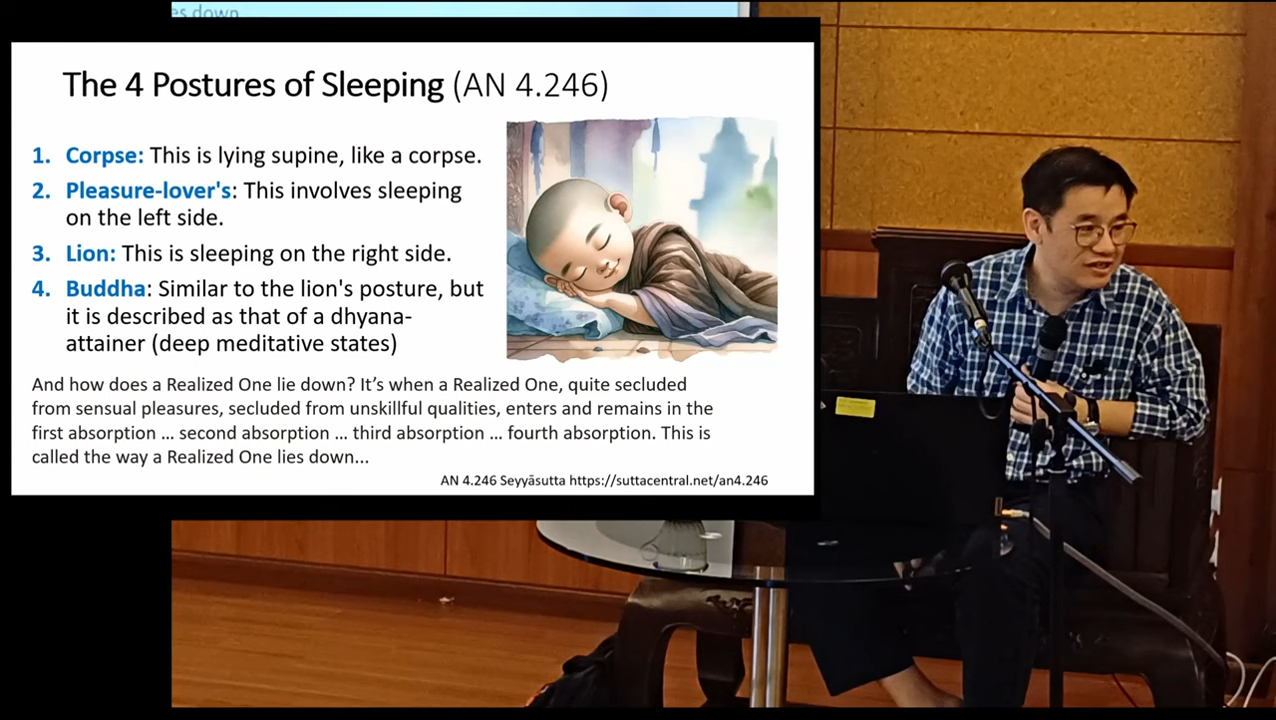 es down
The 4 Postures of Sleeping (AN 4.246)
1. Corpse: This is lying supine, like a corpse.
2. Pleasure-lover's: This involves sleeping
on the left side.
3. Lion: This is sleeping on the right side.
4. Buddha: Similar to the lion's posture, but
it is described as that of a dhyana-
attainer (deep meditative states)
And how does a Realized One lie down? It’s when a Realized One, quite secluded
from sensual pleasures, secluded from unskillful qualities, enters and remains in the
first absorption ... second absorption ... third absorption ... fourth absorption. This is
called the way a Realized One lies down...
AN 4.246 Seyyāsutta https://suttacentral.net/an4.246